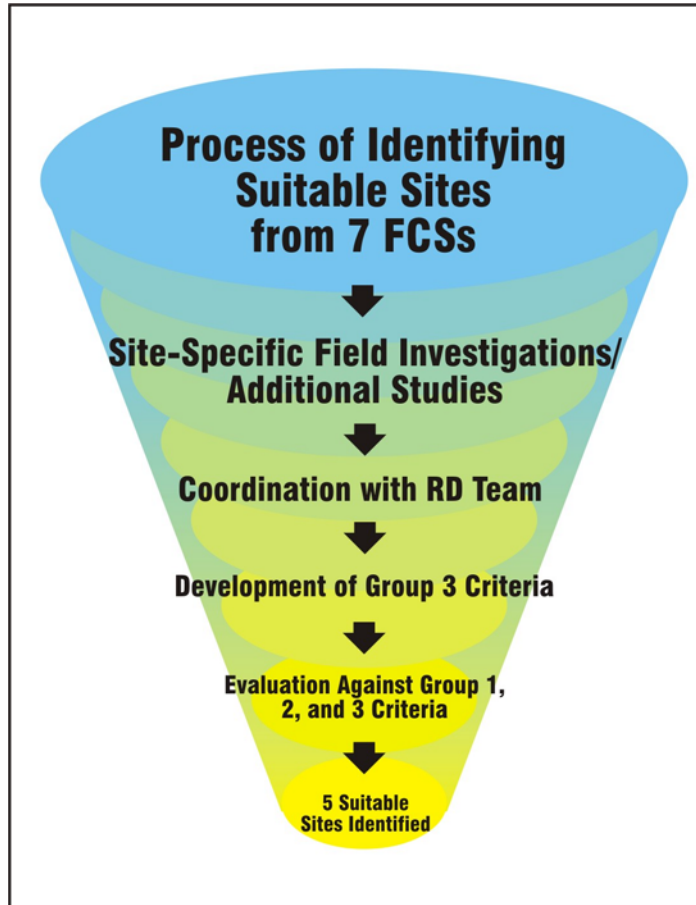 Process of Identifying
Suitable Sites
from 7 FCSs
Site-Specific Field Investigations/
Additional Studies
Coordination with RD Team
Development of Group 3 Criteria
Evaluation Against Group 1,
2, and 3 Criteria
5 Suitable
Sites Identified